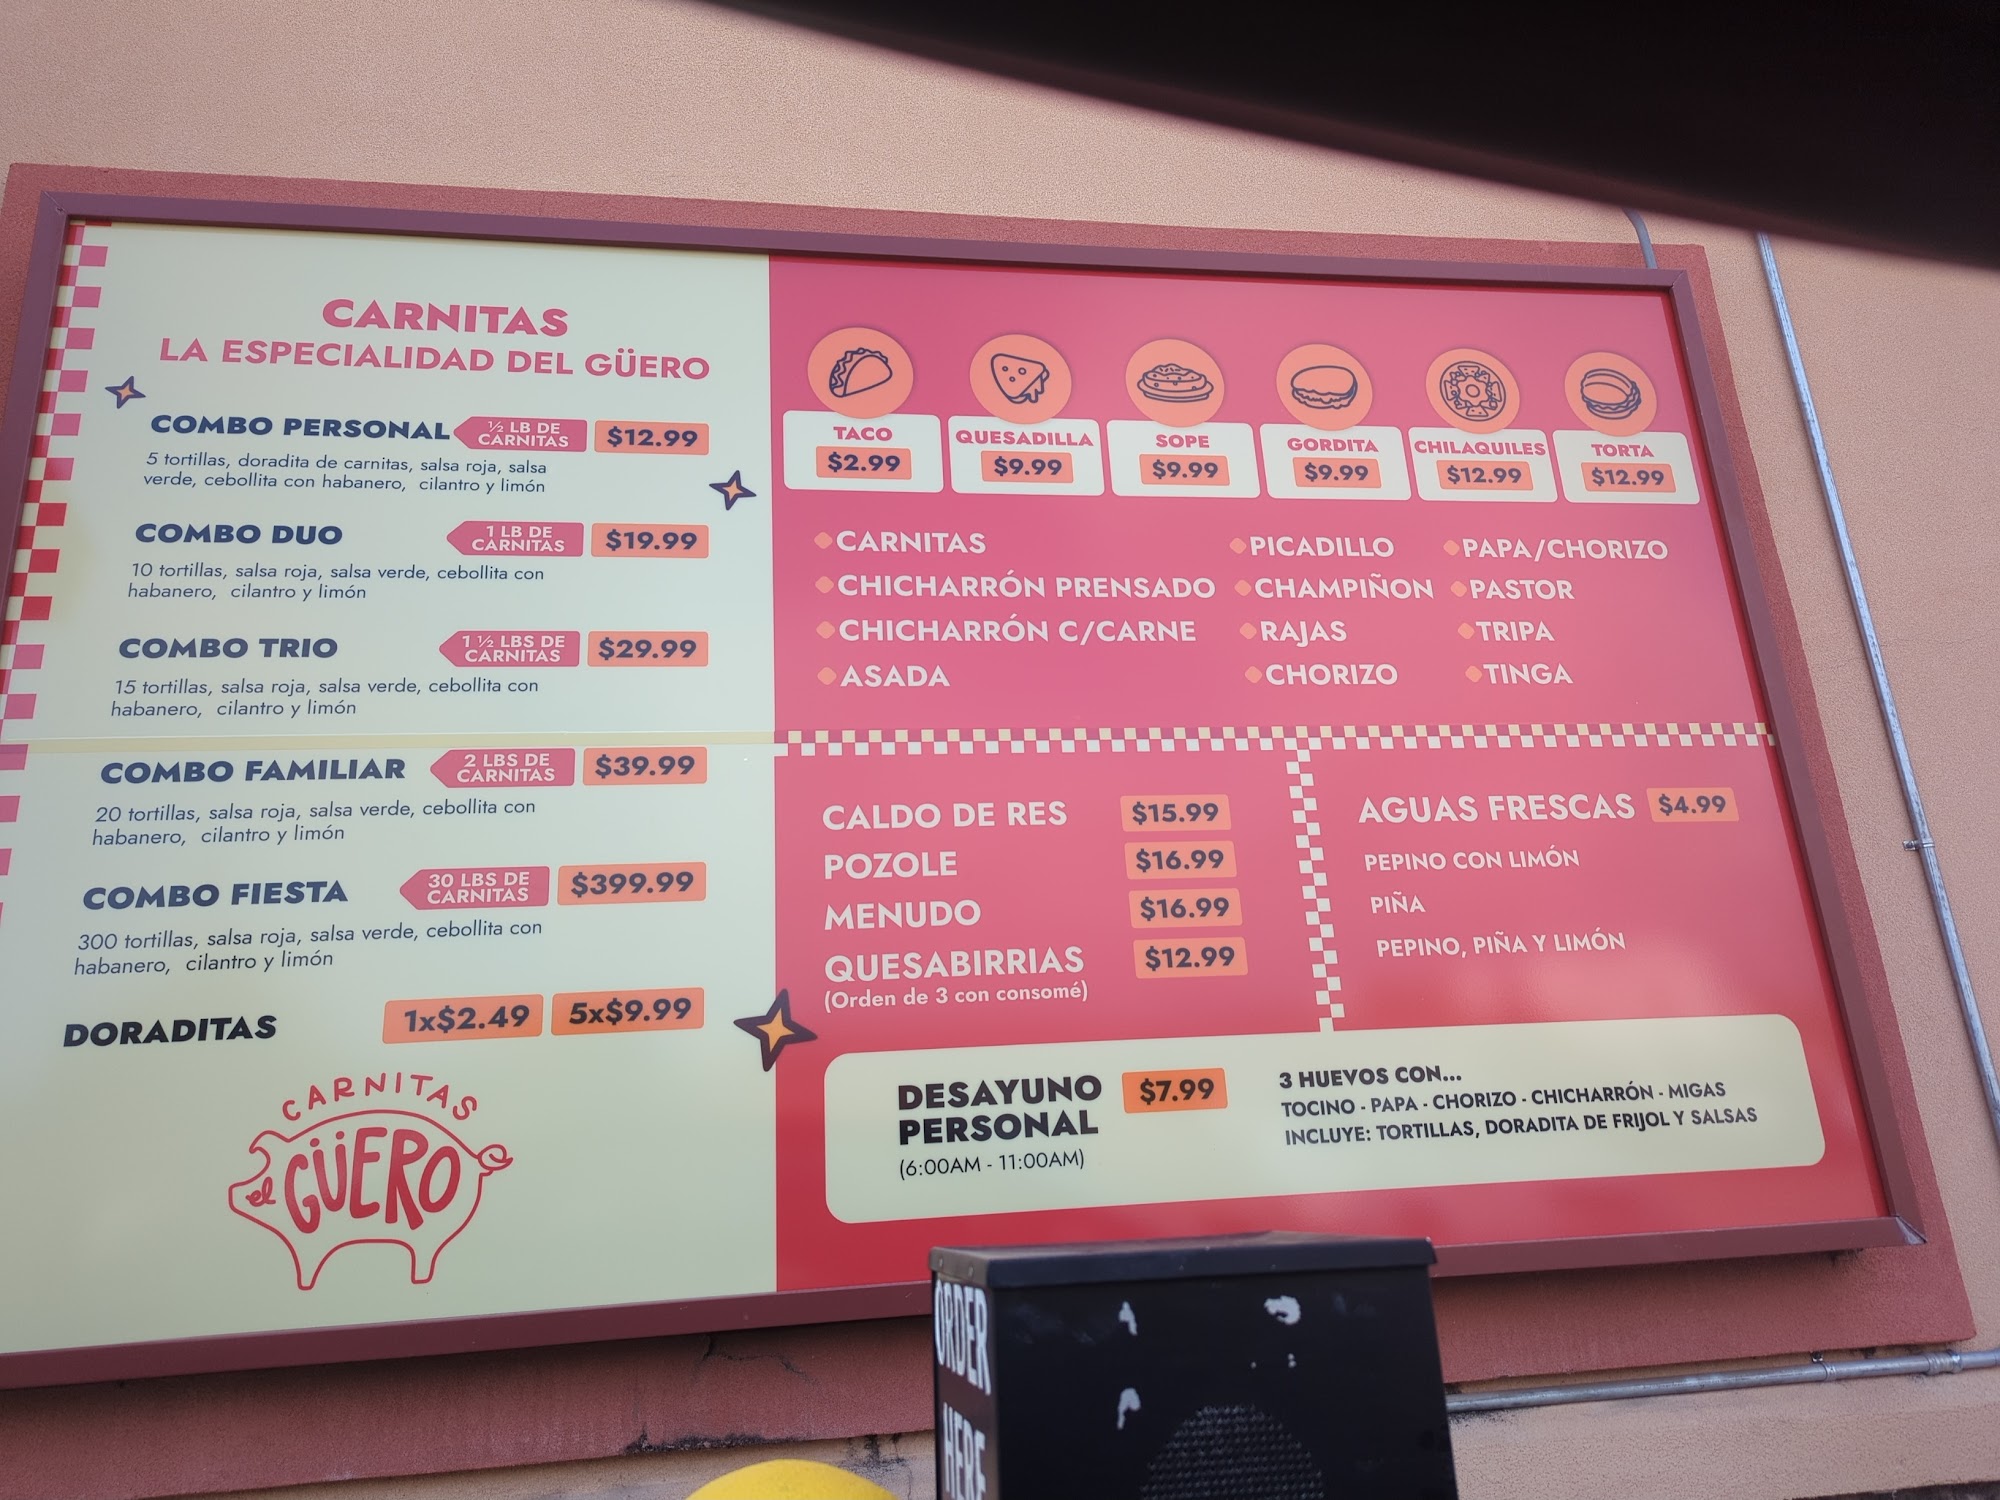 CARNITAS
LA ESPECIALIDAD DEL GÜERO
COMBO PERSONAL
½ LB DE
CARNITAS
$12.99
5 tortillas, doradita de carnitas, salsa roja, salsa
verde, cebollita con habanero, cilantro y limón
COMBO DUO
1 LB DE
CARNITAS
$19.99
10 tortillas, salsa roja, salsa verde, cebollita con
habanero, cilantro y limón
COMBO TRIO
1 ½ LBS DE
CARNITAS
$29.99
15 tortillas, salsa roja, salsa verde, cebollita con
habanero, cilantro y limón
COMBO FAMILIAR
2 LBS DE
CARNITAS
$39.99
20 tortillas, salsa roja, salsa verde, cebollita con
habanero, cilantro y limón
COMBO FIESTA
30 LBS DE
CARNITAS
$399.99
300 tortillas, salsa roja, salsa verde, cebollita con
habanero, cilantro y limón
DORADITAS
1x$2.49
5x$9.99
CARNITAS
el GÜERO
TACO
$2.99
QUESADILLA
$9.99
SOPE
$9.99
GORDITA
$9.99
CHILAQUILES
$12.99
TORTA
$12.99
CARNITAS
CHICHARRÓN PRENSADO
CHICHARRÓN C/CARNE
ASADA
PICADILLO
CHAMPIÑON
RAJAS
CHORIZO
PAPA/CHORIZO
PASTOR
TRIPA
TINGA
CALDO DE RES $15.99
POZOLE $16.99
MENUDO $16.99
QUESABIRRIAS $12.99
(Orden de 3 con consomé)
AGUAS FRESCAS $4.99
PEPINO CON LIMÓN
PIÑA
PEPINO, PIÑA Y LIMÓN
DESAYUNO
PERSONAL
$7.99
(6:00AM - 11:00AM)
3 HUEVOS CON...
TOCINO - PAPA - CHORIZO - CHICHARRÓN - MIGAS
INCLUYE: TORTILLAS, DORADITA DE FRIJOL Y SALSAS
ORDER
HERE